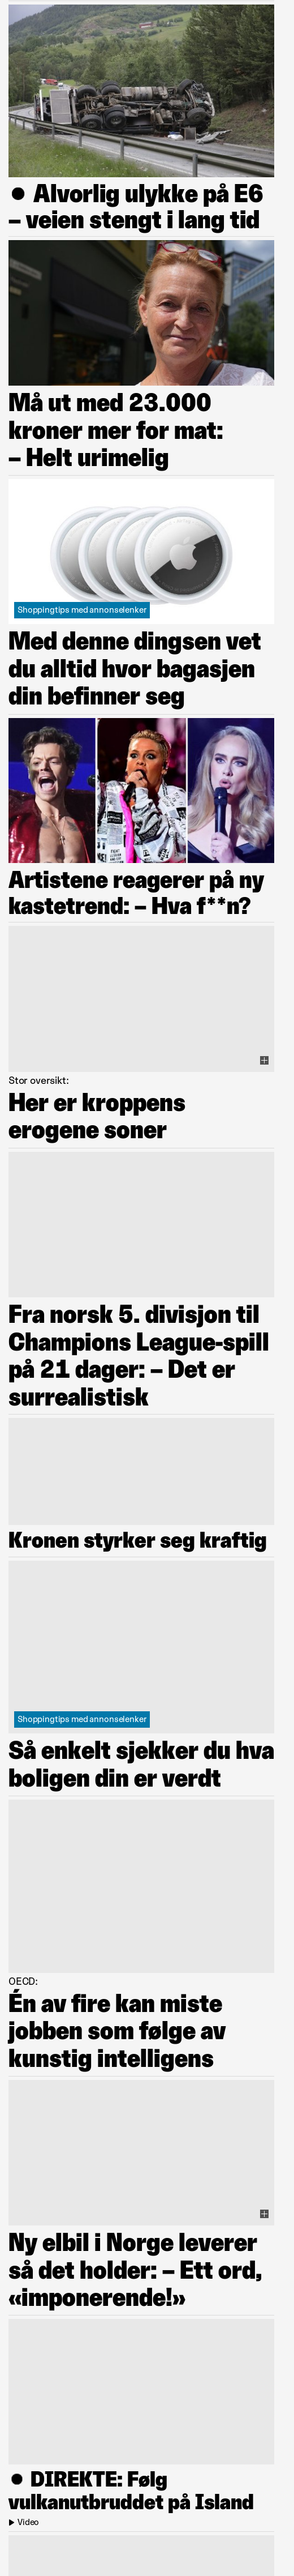 ● Alvorlig ulykke på E6
– veien stengt i lang tid
Må ut med 23.000
kroner mer for mat:
– Helt urimelig
Shoppingtips med annonselenker
Med denne dingsen vet
du alltid hvor bagasjen
din befinner seg
Artistene reagerer på ny
kastetrend: – Hva f**n?
Stor oversikt:
Her er kroppens
erogene soner
Fra norsk 5. divisjon til
Champions League-spill
på 21 dager: – Det er
surrealistisk
Kronen styrker seg kraftig
Shoppingtips med annonselenker
Så enkelt sjekker du hva
boligen din er verdt
OECD:
Én av fire kan miste
jobben som følge av
kunstig intelligens
Ny elbil i Norge leverer
så det holder: – Ett ord,
«imponerende!»
● DIREKTE: Følg
vulkanutbruddet på Island
Video